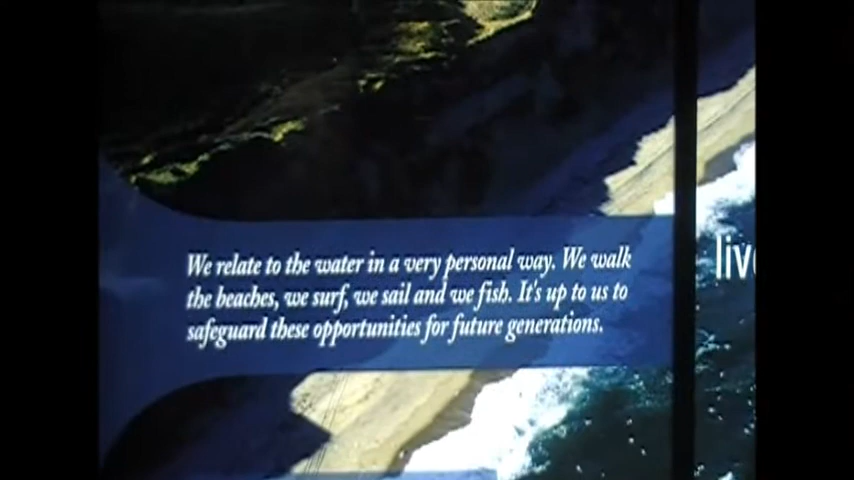 We relate to the water in a very personal way. We walk
the beaches, we surf, we sail and we fish. It's up to us to
safeguard these opportunities for future generations.
liv